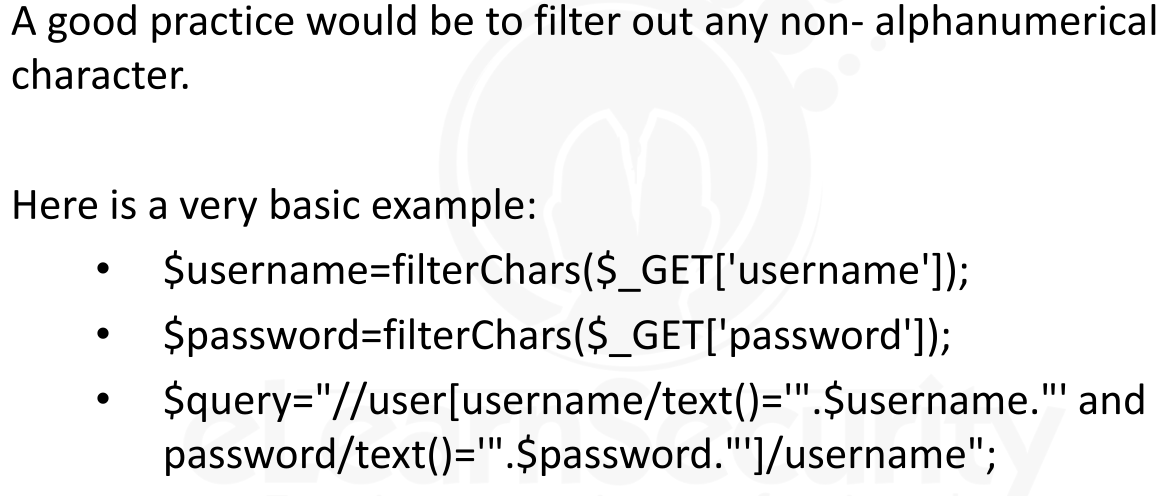 A good practice would be to filter out any non- alphanumerical
character.
Here is a very basic example:
• $username=filterChars($_GET['username']);
• $password=filterChars($_GET['password']);
• $query="//user[username/text()='".$username."' and
password/text()='".$password."']/username";
eLearnSecurity